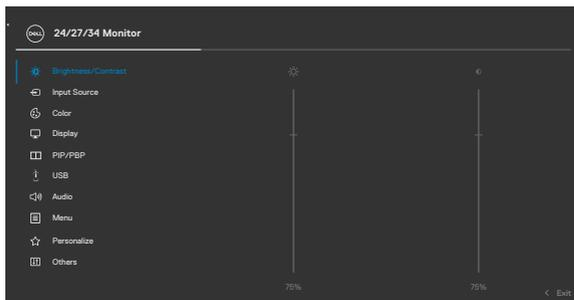 DELL 24/27/34 Monitor
Brightness/Contrast
Input Source
Color
Display
PIP/PBP
USB
Audio
Menu
Personalize
Others
75% 75%
Exit